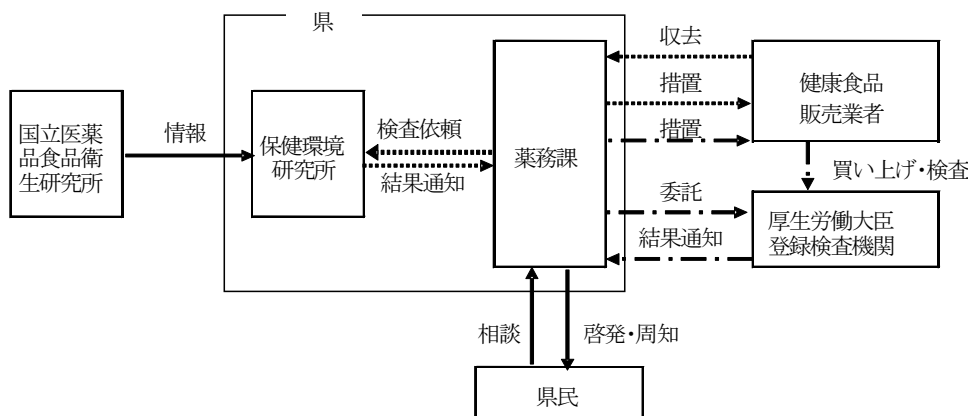 県
収去
措置
措置
健康食品
販売業者
国立医薬
品食品衛
生研究所
情報
保健環境
研究所
検査依頼
結果通知
薬務課
買い上げ・検査
委託
結果通知
厚生労働大臣
登録検査機関
相談
啓発・周知
県民